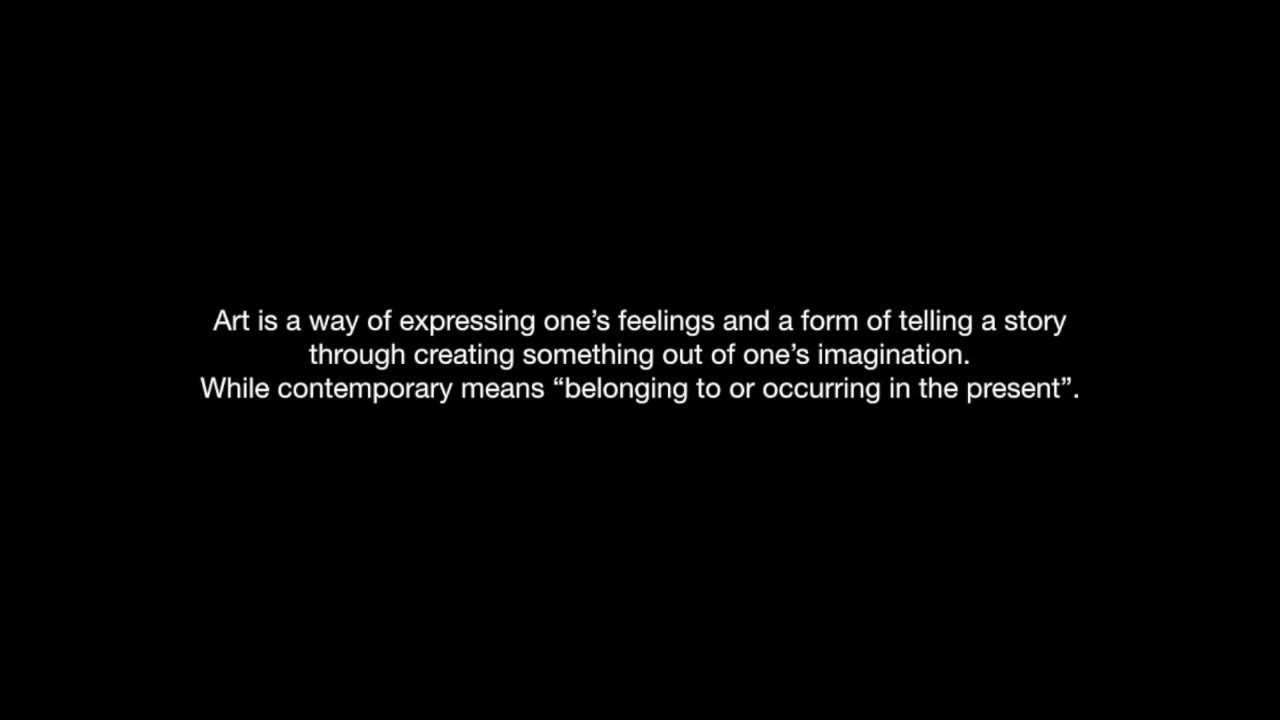 Art is a way of expressing one’s feelings and a form of telling a story
through creating something out of one’s imagination.
While contemporary means “belonging to or occurring in the present”.